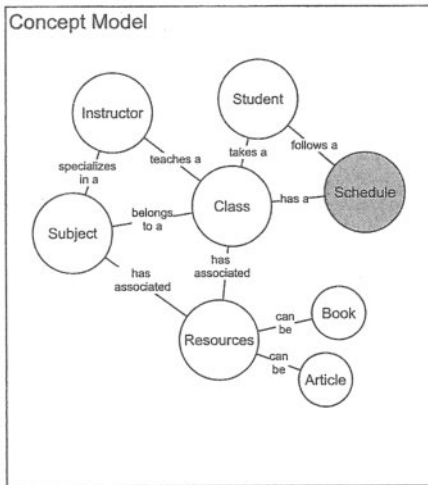 Concept Model
Student
Instructor
takes a
follows a
teaches a
specializes
in a
Schedule
Class
has a
belongs
to a
Subject
has
associated
has
associated
can
be
Book
Resources
can
be
Article